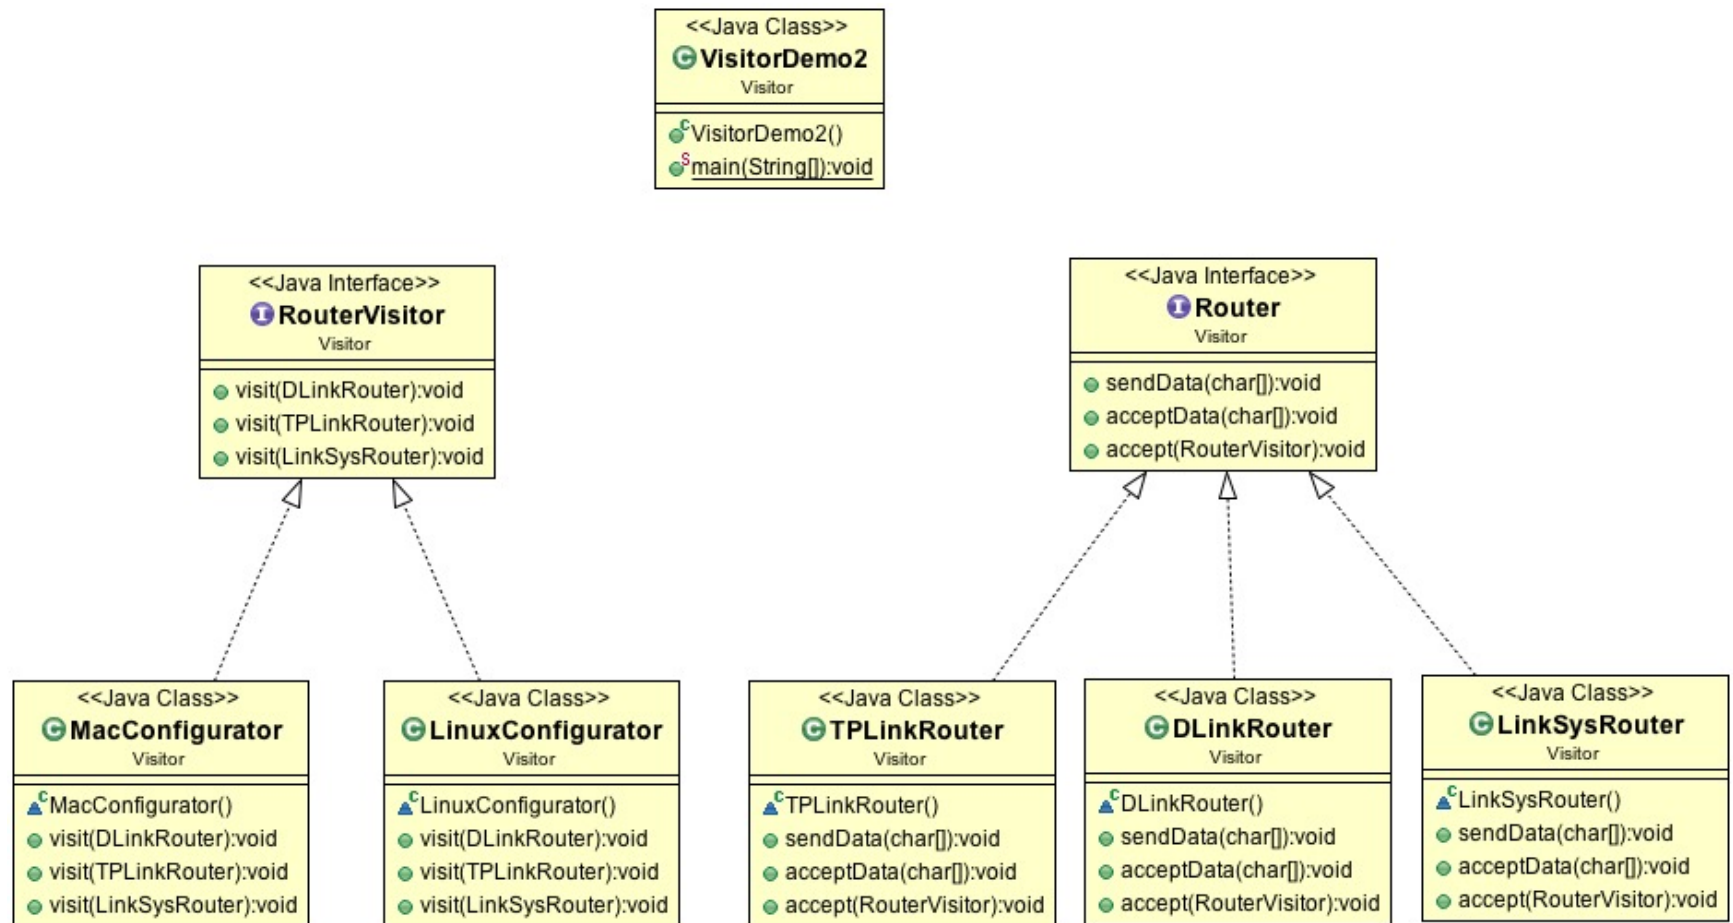 <<Java Class>>
VisitorDemo2
Visitor
VisitorDemo2()
main(String[]):void
<<Java Interface>>
RouterVisitor
Visitor
visit(DLinkRouter):void
visit(TPLinkRouter):void
visit(LinkSysRouter):void
<<Java Interface>>
Router
Visitor
sendData(char[]):void
acceptData(char[]):void
accept(RouterVisitor):void
<<Java Class>>
MacConfigurator
Visitor
MacConfigurator()
visit(DLinkRouter):void
visit(TPLinkRouter):void
visit(LinkSysRouter):void
<<Java Class>>
LinuxConfigurator
Visitor
LinuxConfigurator()
visit(DLinkRouter):void
visit(TPLinkRouter):void
visit(LinkSysRouter):void
<<Java Class>>
TPLinkRouter
Visitor
TPLinkRouter()
sendData(char[]):void
acceptData(char[]):void
accept(RouterVisitor):void
<<Java Class>>
DLinkRouter
Visitor
DLinkRouter()
sendData(char[]):void
acceptData(char[]):void
accept(RouterVisitor):void
<<Java Class>>
LinkSysRouter
Visitor
LinkSysRouter()
sendData(char[]):void
acceptData(char[]):void
accept(RouterVisitor):void